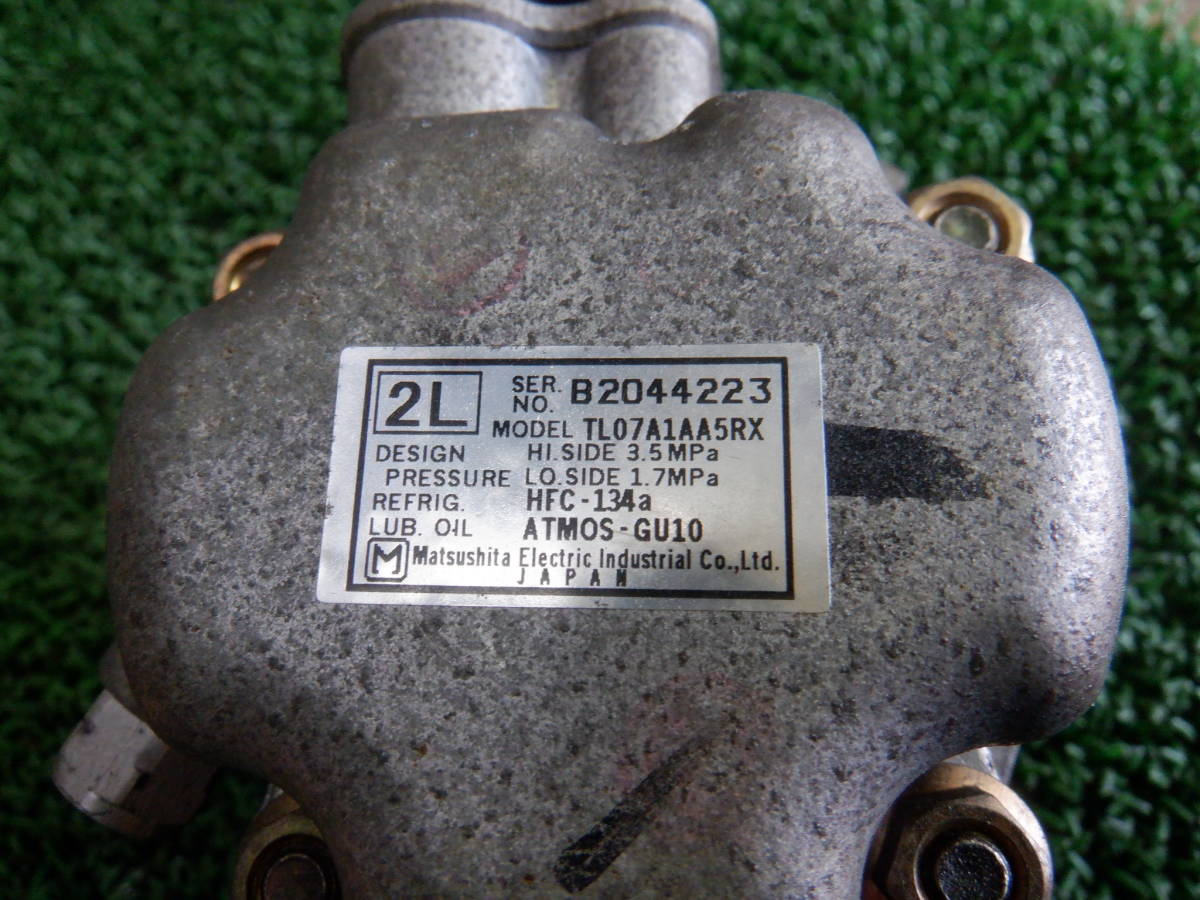 2L
SER. NO. B2044223
MODEL TL07A1AA5RX
DESIGN HI.SIDE 3.5MPa
PRESSURE LO.SIDE 1.7MPa
REFRIG. HFC-134a
LUB. OIL ATMOS-GU10
M Matsushita Electric Industrial Co.,Ltd.
JAPAN